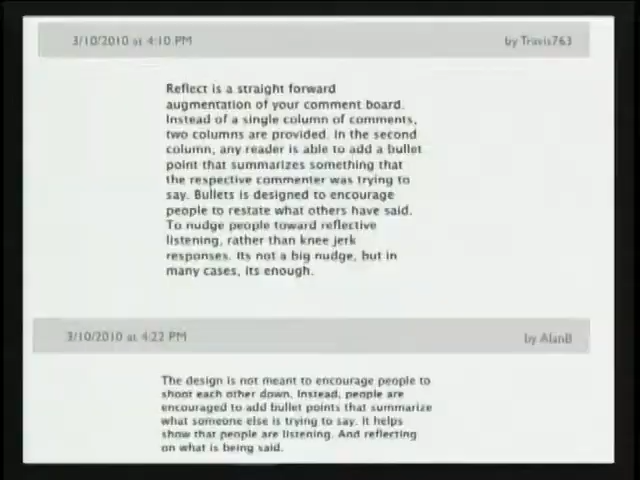 3/10/2010 at 4:10 PM by Travis763
Reflect is a straight forward
augmentation of your comment board.
Instead of a single column of comments,
two columns are provided. In the second
column, any reader is able to add a bullet
point that summarizes something that
the respective commenter was trying to
say. Bullets is designed to encourage
people to restate what others have said.
To nudge people toward reflective
listening, rather than knee jerk
responses. Its not a big nudge, but in
many cases, its enough.
3/10/2010 at 4:22 PM by AlanB
The design is not meant to encourage people to
shoot each other down. Instead, people are
encouraged to add bullet points that summarize
what someone else is trying to say. It helps
show that people are listening. And reflecting
on what is being said.